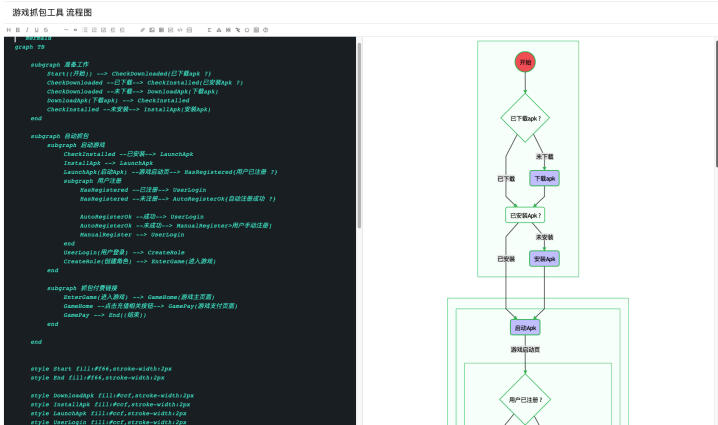 游戏抓包工具 流程图
mermaid
graph TB
subgraph 准备工作
Start((开始)) --> CheckDownloaded{已下载apk ?}
CheckDownloaded --已下载--> CheckInstalled{已安装Apk ?}
CheckDownloaded --未下载--> DownloadApk(下载apk)
DownloadApk(下载apk) --> CheckInstalled
CheckInstalled --未安装--> InstallApk(安装Apk)
end
subgraph 自动抓包
subgraph 启动游戏
CheckInstalled --已安装--> LaunchApk
InstallApk --> LaunchApk
LaunchApk(启动Apk) --游戏启动页--> HasRegistered{用户已注册 ?}
subgraph 用户注册
HasRegistered --已注册--> UserLogin
HasRegistered --未注册--> AutoRegisterOk{自动注册成功 ?}
AutoRegisterOk --成功--> UserLogin
AutoRegisterOk --未成功--> ManualRegister>用户手动注册]
ManualRegister --> UserLogin
end
UserLogin(用户登录) --> CreateRole
CreateRole(创建角色) --> EnterGame(进入游戏)
end
subgraph 抓包付费链接
EnterGame(进入游戏) --> GameHome(游戏主页面)
GameHome --点击充值相关按钮--> GamePay(游戏支付页面)
GamePay --> End((结束))
end
end
style Start fill:#f66,stroke-width:2px
style End fill:#f66,stroke-width:2px
style DownloadApk fill:#ccf,stroke-width:2px
style InstallApk fill:#ccf,stroke-width:2px
style LaunchApk fill:#ccf,stroke-width:2px
style UserLogin fill:#ccf,stroke-width:2px
开始
已下载apk ?
未下载
已下载
下载apk
已安装Apk ?
未安装
已安装
安装Apk
启动Apk
游戏启动页
用户已注册 ?